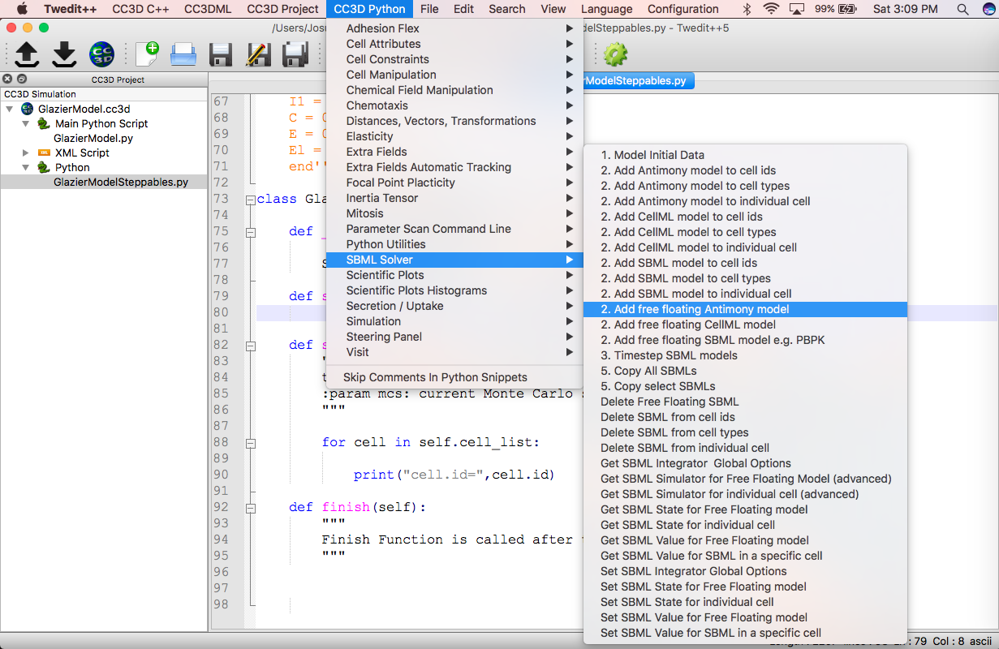 Twedit++ CC3D C++ CC3DML CC3D Project CC3D Python File Edit Search View Language Configuration 99% Sat 3:09 PM
/Users/Josu
delSteppables.py - Twedit++5
CC3D
CC3D Project
CC3D Simulation
GlazierModel.cc3d
Main Python Script
GlazierModel.py
XML Script
Python
GlazierModelSteppables.py
rModelSteppables.py
67 I1 =
68 C = 0
69 E = 0
70 El =
71 end''
72
73 class Gla
74
75 def _
76
77 S
78
79 def s
80
81
82 def s
83 "
84 t
85 :param mcs: current Monte Carlo s
86 """
87
88 for cell in self.cell_list:
89
90 print("cell.id=",cell.id)
91
92 def finish(self):
93 """
94 Finish Function is called after
95 """
96
97
98
Adhesion Flex
Cell Attributes
Cell Constraints
Cell Manipulation
Chemical Field Manipulation
Chemotaxis
Distances, Vectors, Transformations
Elasticity
Extra Fields
Extra Fields Automatic Tracking
Focal Point Placticity
Inertia Tensor
Mitosis
Parameter Scan Command Line
Python Utilities
SBML Solver
Scientific Plots
Scientific Plots Histograms
Secretion / Uptake
Simulation
Steering Panel
Visit
Skip Comments In Python Snippets
1. Model Initial Data
2. Add Antimony model to cell ids
2. Add Antimony model to cell types
2. Add Antimony model to individual cell
2. Add CellML model to cell ids
2. Add CellML model to cell types
2. Add CellML model to individual cell
2. Add SBML model to cell ids
2. Add SBML model to cell types
2. Add SBML model to individual cell
2. Add free floating Antimony model
2. Add free floating CellML model
2. Add free floating SBML model e.g. PBPK
3. Timestep SBML models
5. Copy All SBMLs
5. Copy select SBMLs
Delete Free Floating SBML
Delete SBML from cell ids
Delete SBML from cell types
Delete SBML from individual cell
Get SBML Integrator  Global Options
Get SBML Simulator for Free Floating Model (advanced)
Get SBML Simulator for individual cell (advanced)
Get SBML State for Free Floating model
Get SBML State for individual cell
Get SBML Value for Free Floating model
Get SBML Value for SBML in a specific cell
Set SBML Integrator Global Options
Set SBML State for Free Floating model
Set SBML State for individual cell
Set SBML Value for Free Floating model
Set SBML Value for SBML in a specific cell
: 79 Col : 8 ascii